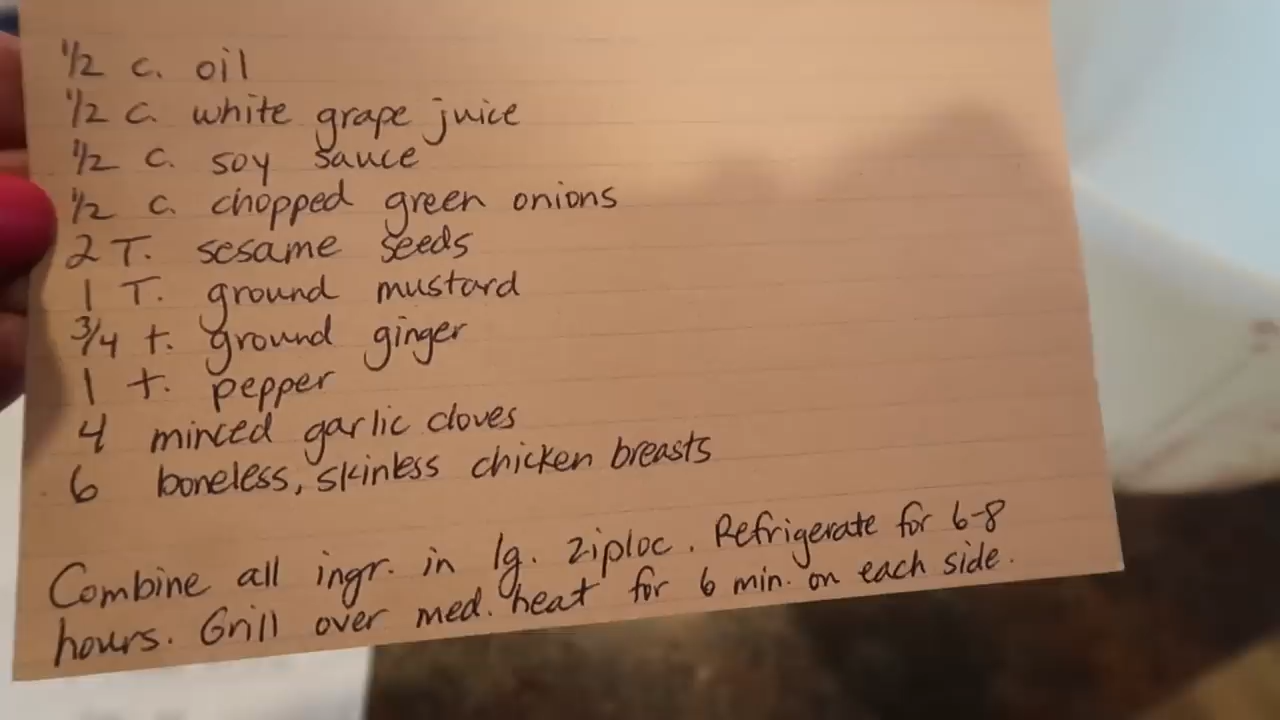 1/2 c. oil
1/2 c. white grape juice
1/2 c. soy sauce
1/2 c. chopped green onions
2 T. sesame seeds
1 T. ground mustard
3/4 t. ground ginger
1 t. pepper
4 minced garlic cloves
6 boneless, skinless chicken breasts
Combine all ingr. in lg. ziploc. Refrigerate for 6-8
hours. Grill over med. heat for 6 min. on each side.